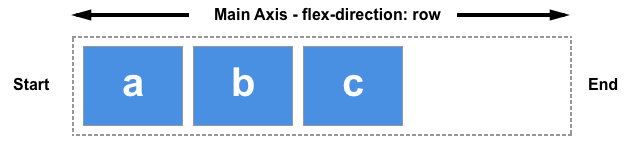 Main Axis - flex-direction: row
Start a b c End